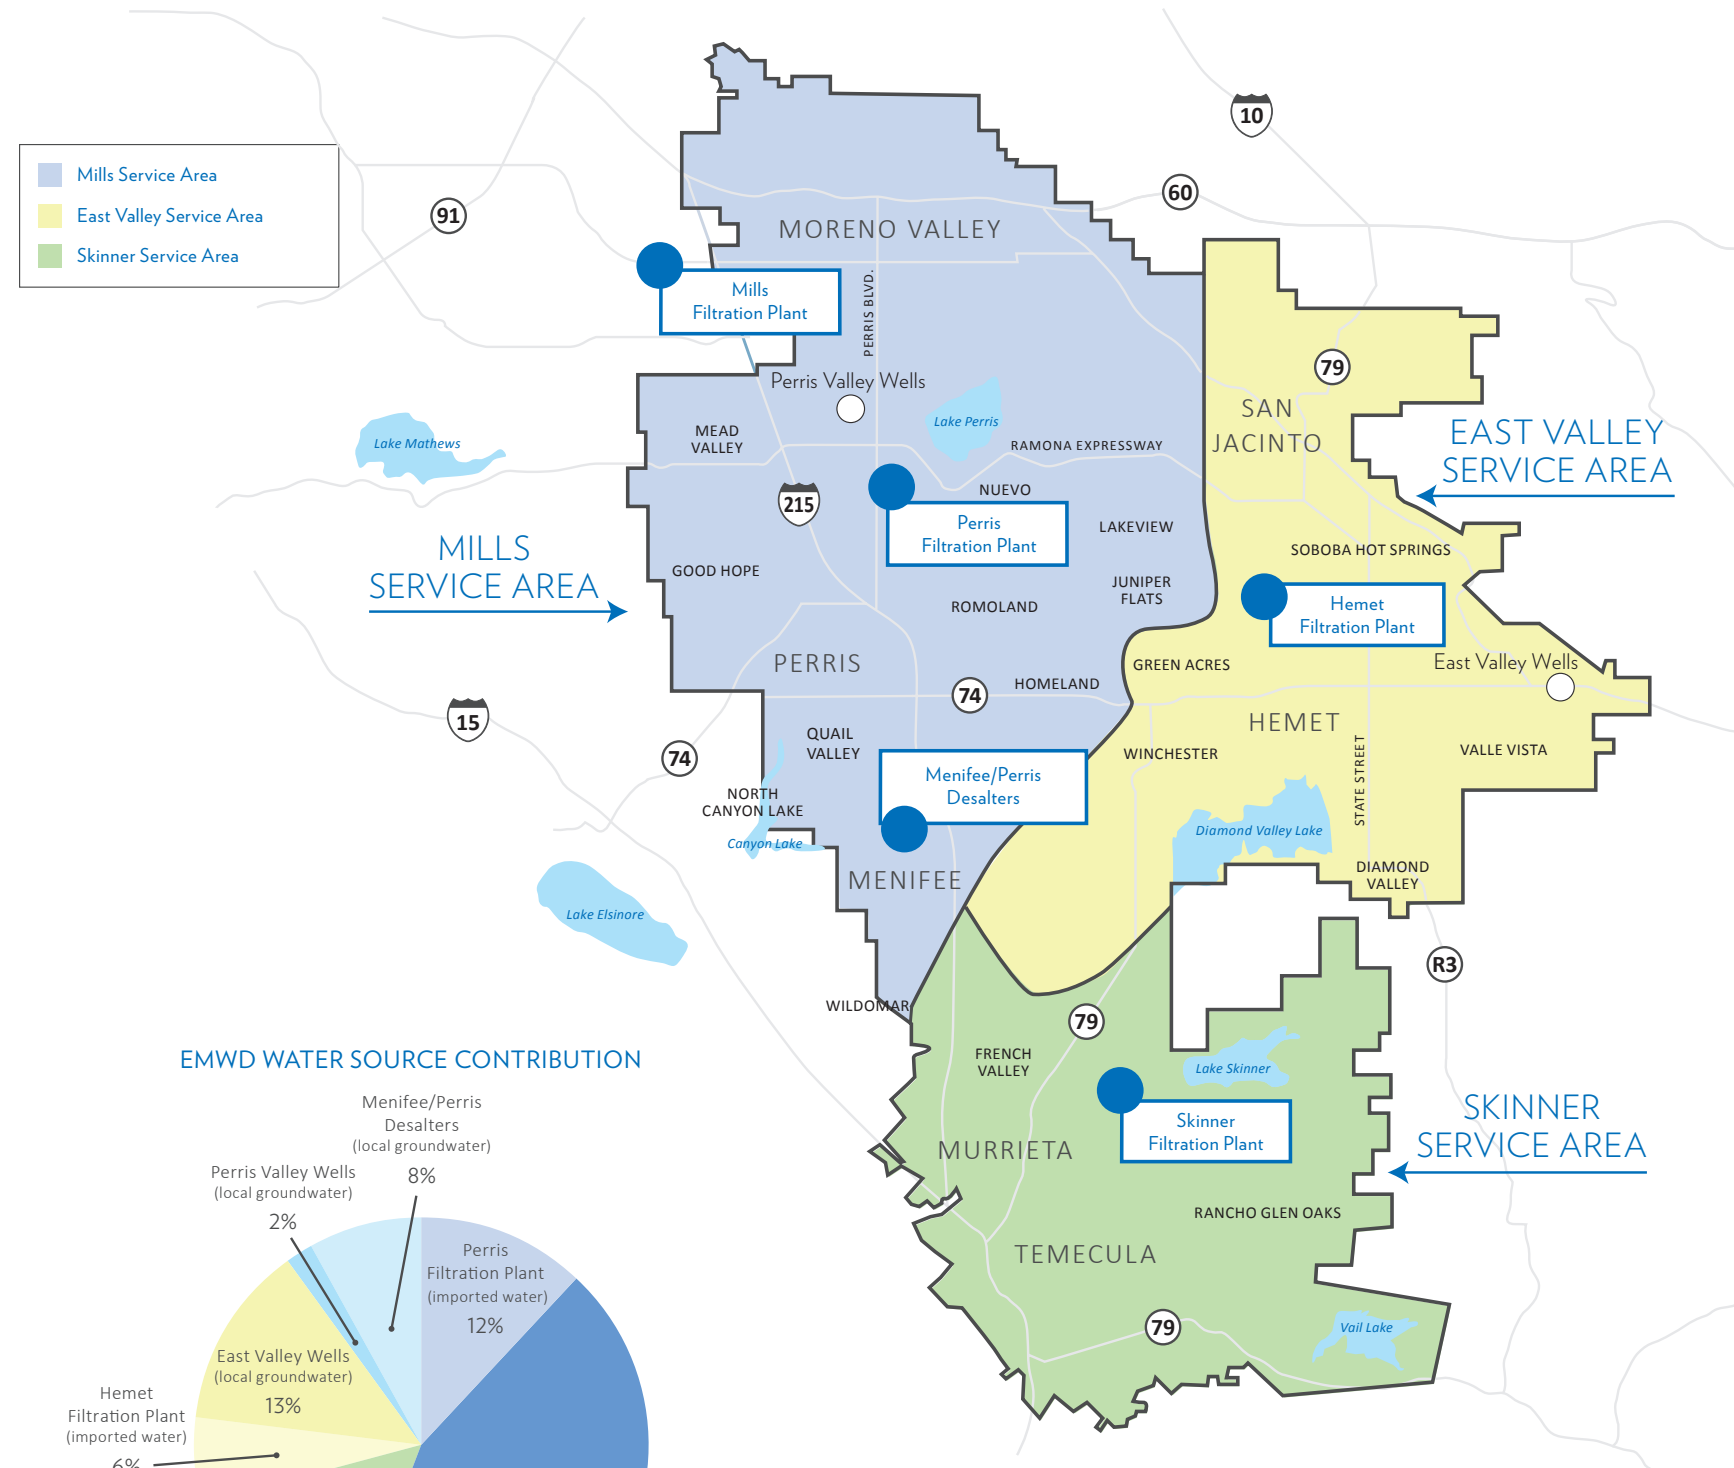 Mills Service Area
East Valley Service Area
Skinner Service Area
10
60
91
MORENO VALLEY
Mills
Filtration Plant
PERRIS BLVD.
79
Perris Valley Wells
Lake Perris
SAN
JACINTO
Lake Mathews
MEAD
VALLEY
RAMONA EXPRESSWAY
EAST VALLEY
SERVICE AREA
215
NUEVO
Perris
Filtration Plant
LAKEVIEW
MILLS
SERVICE AREA
GOOD HOPE
SOBOBA HOT SPRINGS
JUNIPER
FLATS
ROMOLAND
Hemet
Filtration Plant
PERRIS
GREEN ACRES
East Valley Wells
74
HOMELAND
15
74
QUAIL
VALLEY
HEMET
WINCHESTER
STATE STREET
VALLE VISTA
Menifee/Perris
Desalters
NORTH
CANYON LAKE
Canyon Lake
Diamond Valley Lake
MENIFEE
DIAMOND
VALLEY
Lake Elsinore
R3
WILDOMAR
79
FRENCH
VALLEY
Lake Skinner
Skinner
Filtration Plant
SKINNER
SERVICE AREA
MURRIETA
RANCHO GLEN OAKS
TEMECULA
79
Vail Lake
EMWD WATER SOURCE CONTRIBUTION
Menifee/Perris
Desalters
(local groundwater)
8%
Perris Valley Wells
(local groundwater)
2%
Perris
Filtration Plant
(imported water)
12%
East Valley Wells
(local groundwater)
13%
Hemet
Filtration Plant
(imported water)
6%